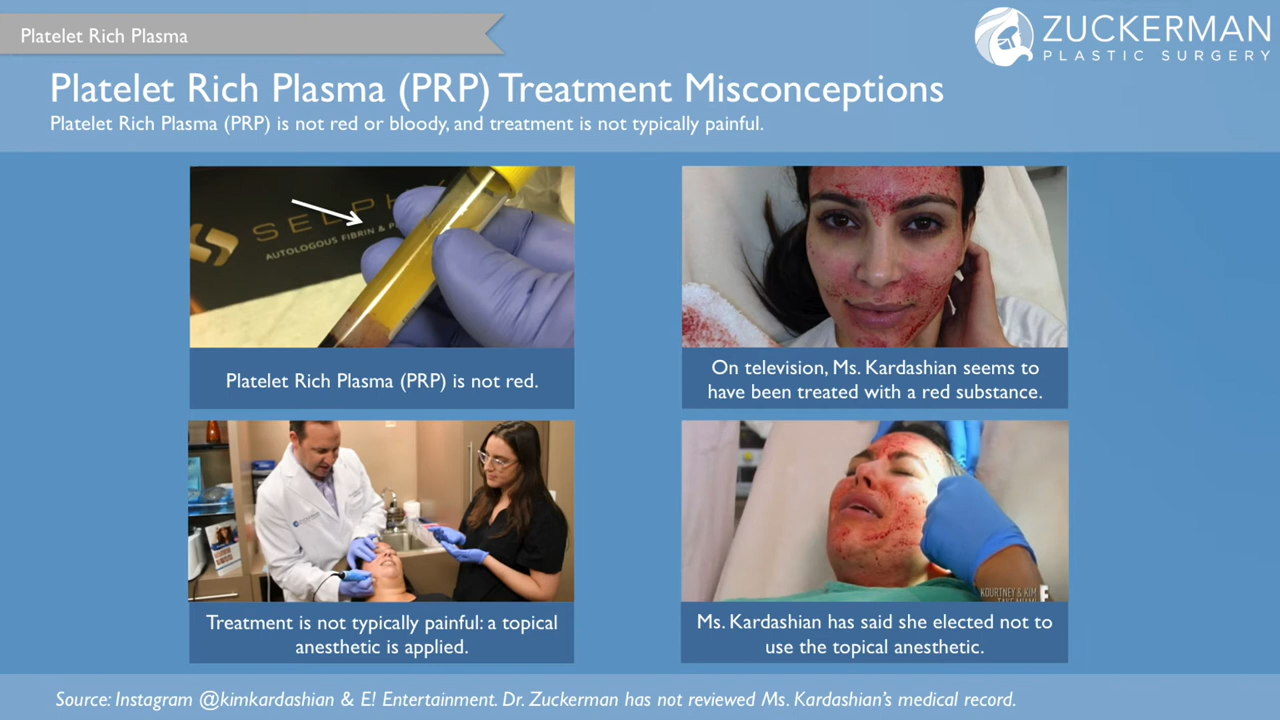 Platelet Rich Plasma
ZUCKERMAN
PLASTIC SURGERY
Platelet Rich Plasma (PRP) Treatment Misconceptions
Platelet Rich Plasma (PRP) is not red or bloody, and treatment is not typically painful.
SELPH
AUTOLOGOUS FIBRIN & P
Platelet Rich Plasma (PRP) is not red.
On television, Ms. Kardashian seems to
have been treated with a red substance.
KOURTNEY & KIM
TAKE MIAMI
E
Treatment is not typically painful: a topical
anesthetic is applied.
Ms. Kardashian has said she elected not to
use the topical anesthetic.
Source: Instagram @kimkardashian & E! Entertainment. Dr. Zuckerman has not reviewed Ms. Kardashian's medical record.